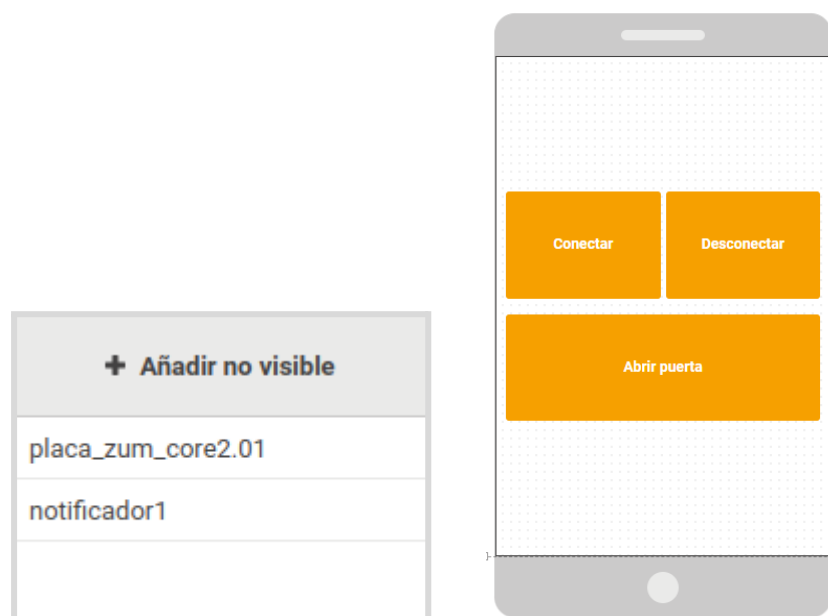 + Añadir no visible
placa_zum_core2.01
notificador1
Conectar
Desconectar
Abrir puerta